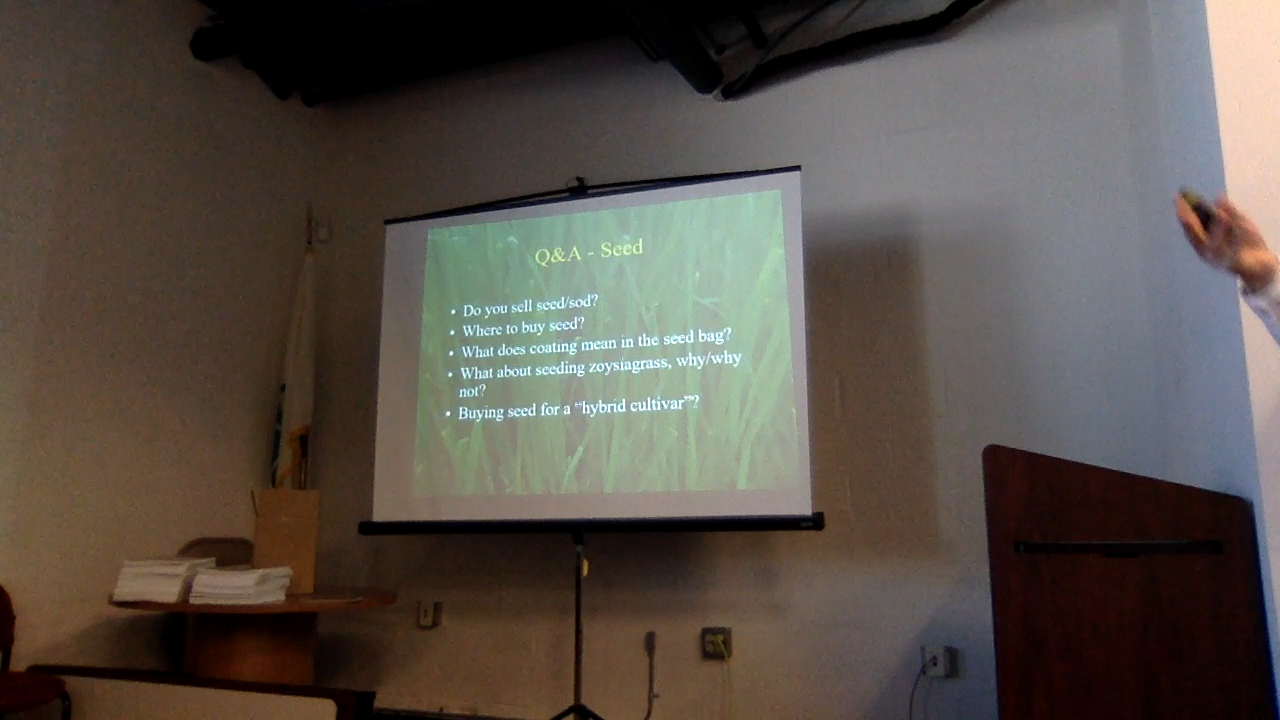 Q&A - Seed
• Do you sell seed/sod?
• Where to buy seed?
• What does coating mean in the seed bag?
• What about seeding zoysiagrass, why/why
not?
• Buying seed for a “hybrid cultivar”?